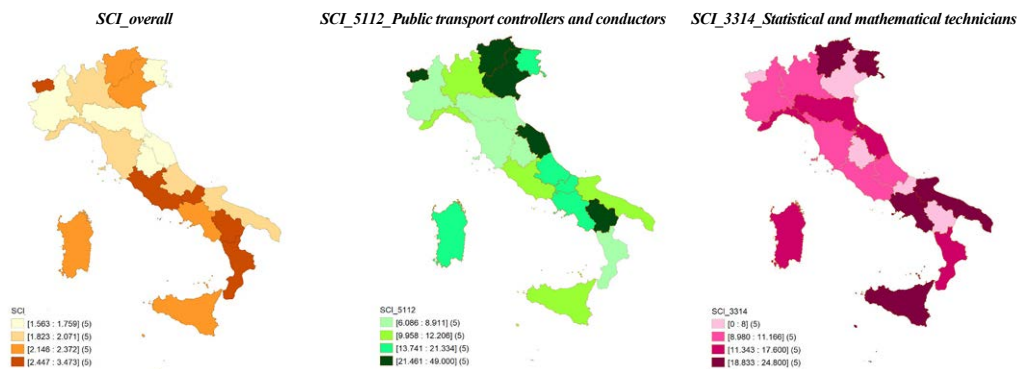 SCI_overall
SCI_5112_Public transport controllers and conductors
SCI_3314_Statistical and mathematical technicians
SCI
[1.563 : 1.759] (5)
[1.823 : 2.071] (5)
[2.146 : 2.372] (5)
[2.447 : 3.473] (5)
SCI_5112
[6.086 : 8.911] (5)
[9.958 : 12.206] (5)
[13.741 : 21.334] (5)
[21.461 : 49.000] (5)
SCI_3314
[0 : 8] (5)
[8.980 : 11.166] (5)
[11.343 : 17.600] (5)
[18.833 : 24.800] (5)